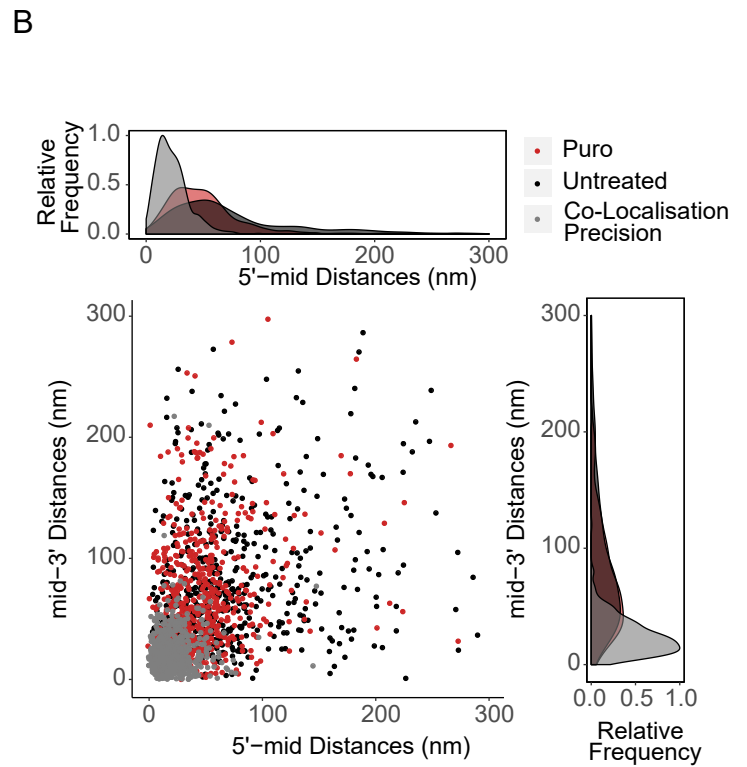 B
Relative
Frequency
1.0
0.5
0.0
0 100 200 300
5'−mid Distances (nm)
Puro
Untreated
Co-Localisation
Precision
mid−3' Distances (nm)
300
200
100
0
0 100 200 300
5'−mid Distances (nm)
mid−3' Distances (nm)
300
200
100
0
0.0 0.5 1.0
Relative
Frequency